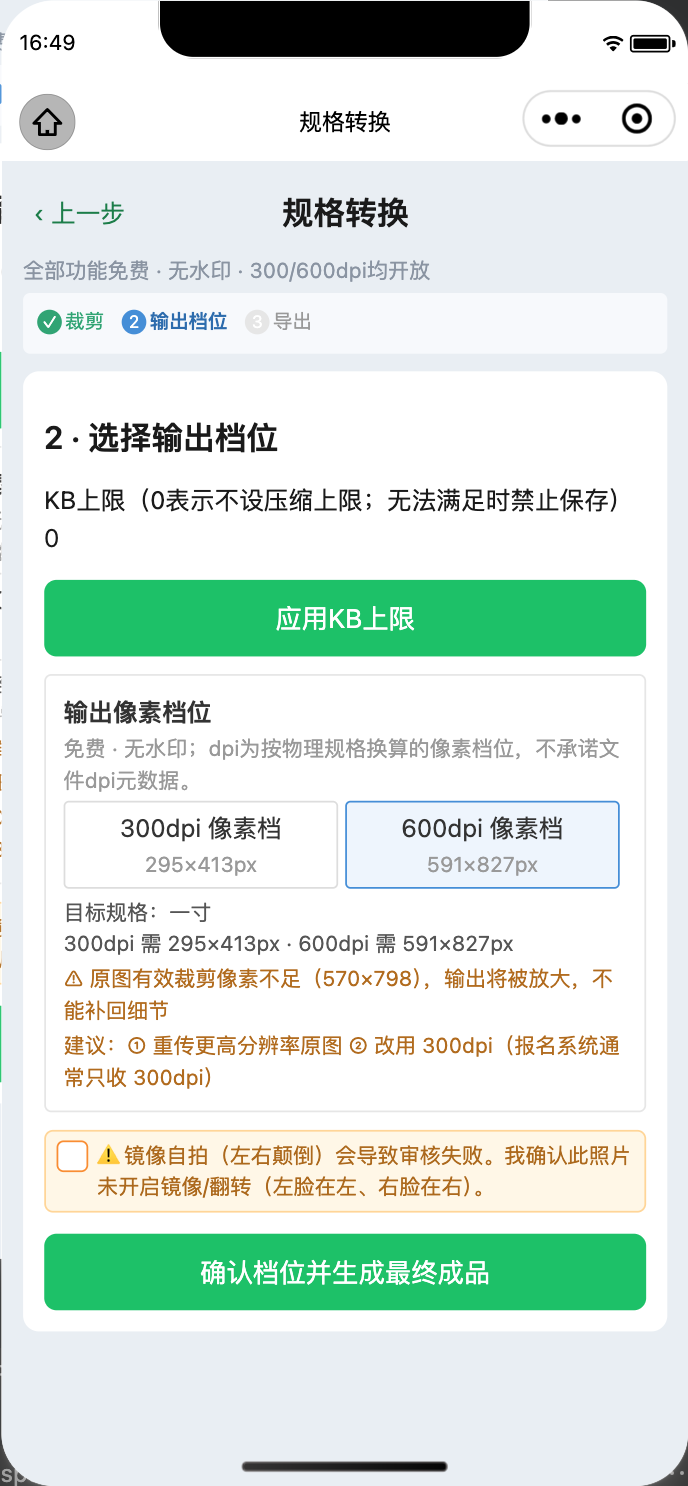 16:49
规格转换
‹ 上一步
规格转换
全部功能免费 · 无水印 · 300/600dpi均开放
裁剪 2 输出档位 3 导出
2 · 选择输出档位
KB上限（0表示不设压缩上限；无法满足时禁止保存）
0
应用KB上限
输出像素档位
免费 · 无水印；dpi为按物理规格换算的像素档位，不承诺文
件dpi元数据。
300dpi 像素档
295×413px
600dpi 像素档
591×827px
目标规格：一寸
300dpi 需 295×413px · 600dpi 需 591×827px
⚠ 原图有效裁剪像素不足（570×798），输出将被放大，不
能补回细节
建议：① 重传更高分辨率原图 ② 改用 300dpi（报名系统通
常只收 300dpi）
⚠️ 镜像自拍（左右颠倒）会导致审核失败。我确认此照片
未开启镜像/翻转（左脸在左、右脸在右）。
确认档位并生成最终成品